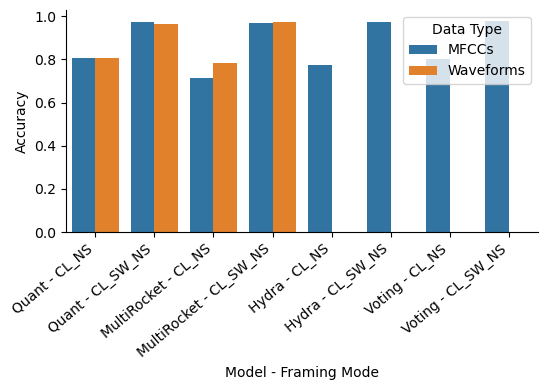 1.0
0.8
0.6
0.4
0.2
0.0
Accuracy
Data Type
MFCCs
Waveforms
Quant - CL_NS
Quant - CL_SW_NS
MultiRocket - CL_NS
MultiRocket - CL_SW_NS
Hydra - CL_NS
Hydra - CL_SW_NS
Voting - CL_NS
Voting - CL_SW_NS
Model - Framing Mode